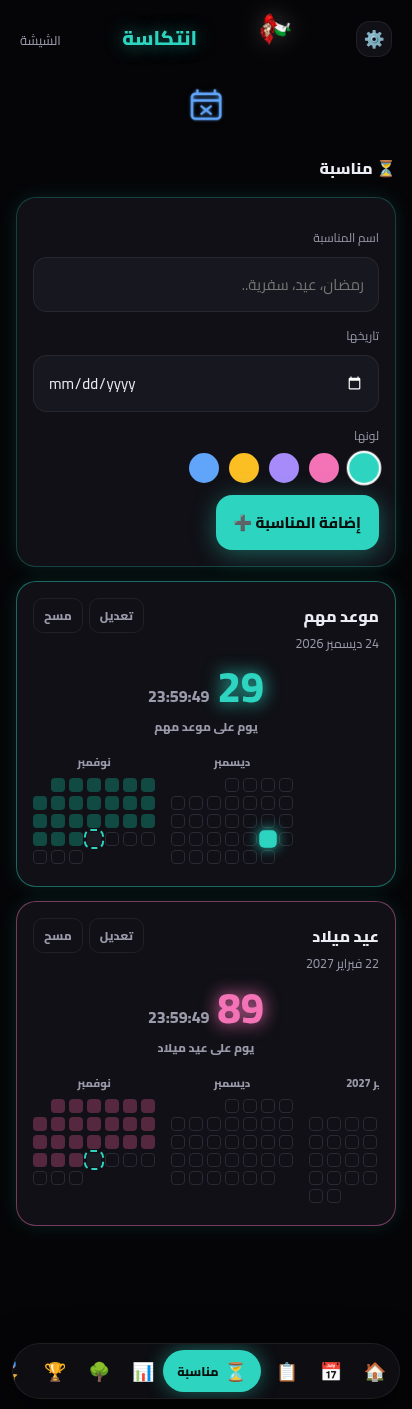 انتكاسة
الشيشة
⏳ مناسبة
اسم المناسبة
رمضان، عيد، سفرية..
تاريخها
mm/dd/yyyy
لونها
إضافة المناسبة ➕
موعد مهم
تعديل
مسح
24 ديسمبر 2026
29 23:59:49
يوم على موعد مهم
ديسمبر
نوفمبر
عيد ميلاد
تعديل
مسح
22 فبراير 2027
89 23:59:49
يوم على عيد ميلاد
ير 2027
ديسمبر
نوفمبر
مناسبة